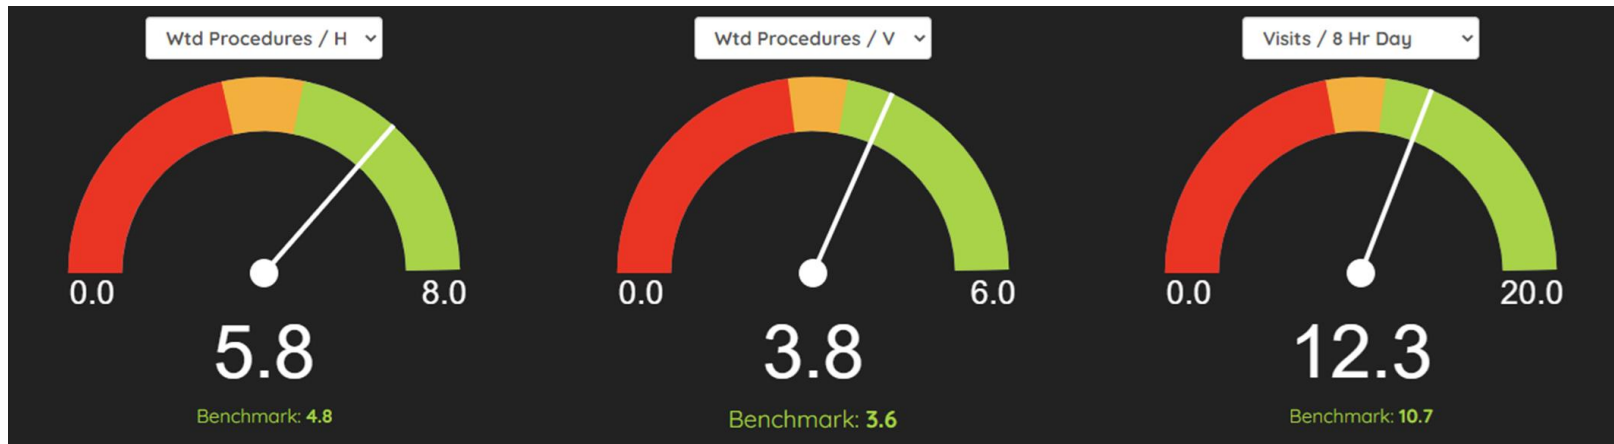 Wtd Procedures / H
0.0
8.0
5.8
Benchmark: 4.8
Wtd Procedures / V
0.0
6.0
3.8
Benchmark: 3.6
Visits / 8 Hr Day
0.0
20.0
12.3
Benchmark: 10.7